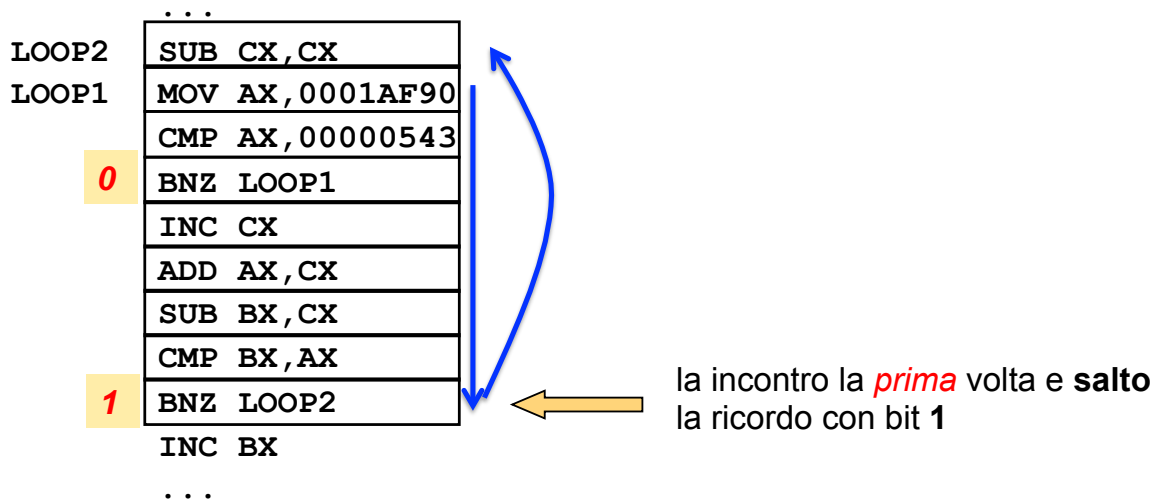 ...
LOOP2 SUB CX,CX
LOOP1 MOV AX,0001AF90
CMP AX,00000543
0 BNZ LOOP1
INC CX
ADD AX,CX
SUB BX,CX
CMP BX,AX
1 BNZ LOOP2
la incontro la prima volta e salto
la ricordo con bit 1
INC BX
...